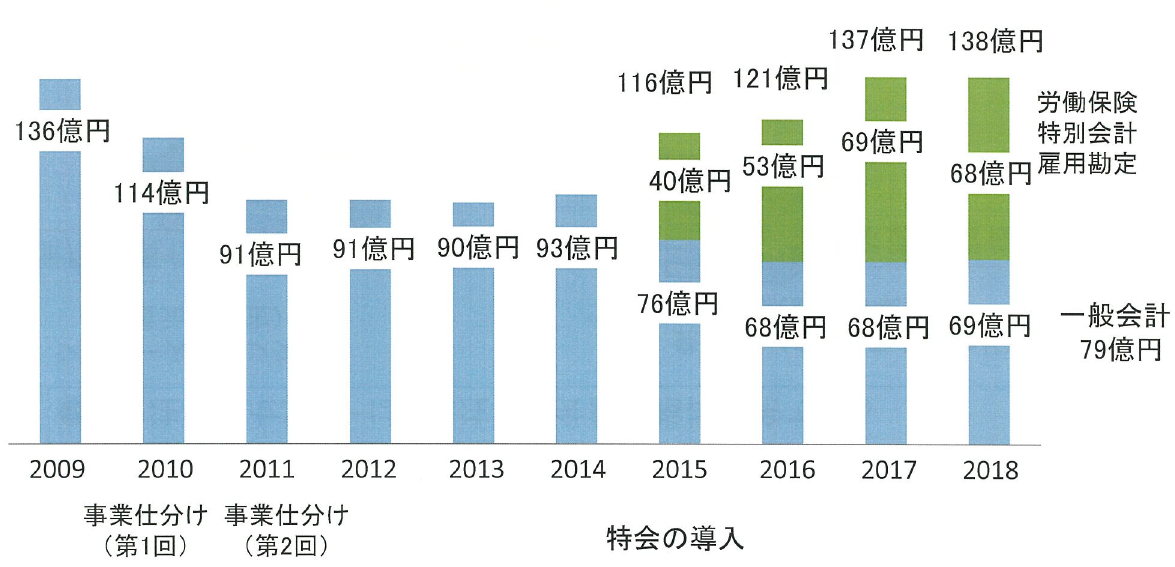 137億円
138億円
116億円
121億円
労働保険
特別会計
雇用勘定
136億円
114億円
91億円
91億円
90億円
93億円
40億円
53億円
69億円
68億円
76億円
68億円
68億円
69億円
一般会計
79億円
2009
2010
2011
2012
2013
2014
2015
2016
2017
2018
事業仕分け
（第1回）
事業仕分け
（第2回）
特会の導入